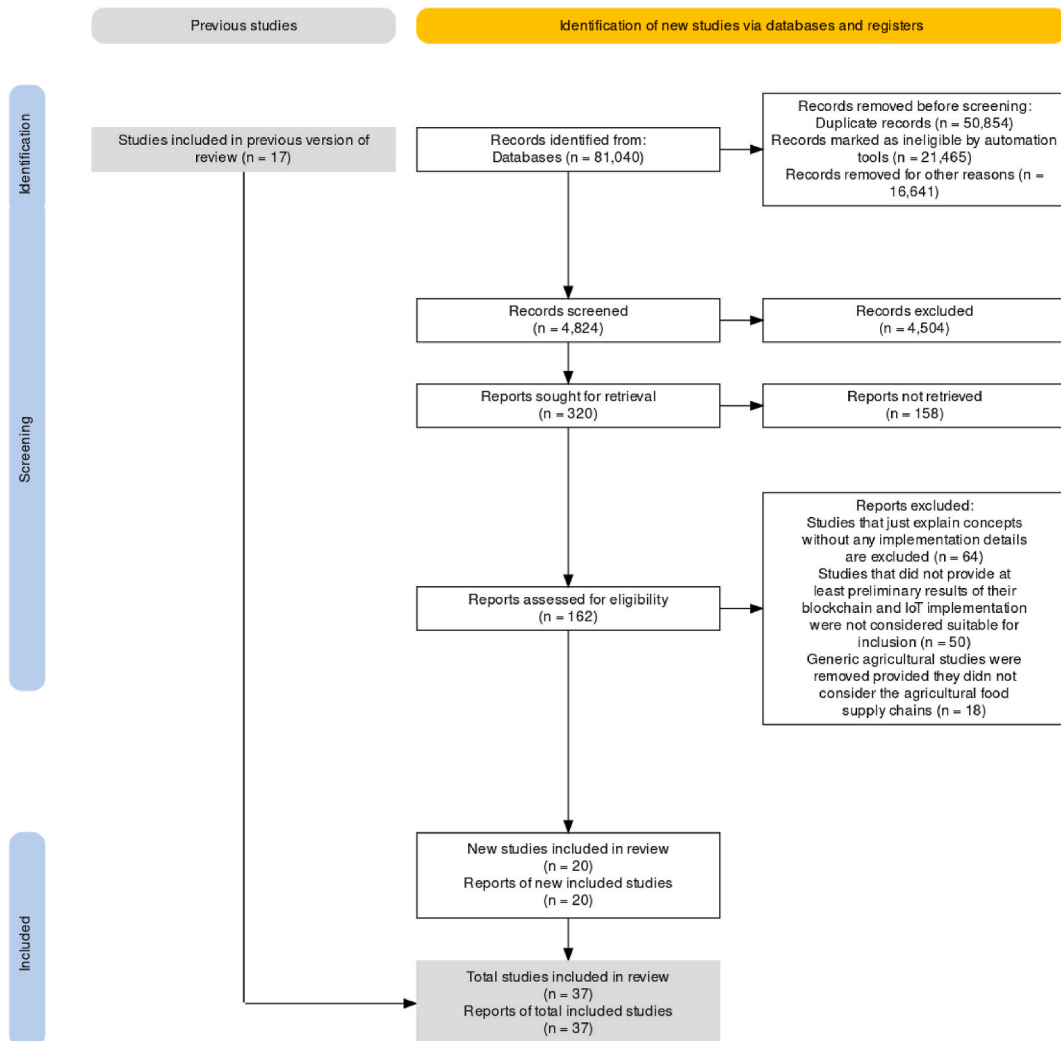 Previous studies
Identification of new studies via databases and registers
Identification
Studies included in previous version of
review (n = 17)
Records identified from:
Databases (n = 81,040)
Records removed before screening:
Duplicate records (n = 50,854)
Records marked as ineligible by automation
tools (n = 21,465)
Records removed for other reasons (n =
16,641)
Screening
Records screened
(n = 4,824)
Records excluded
(n = 4,504)
Reports sought for retrieval
(n = 320)
Reports not retrieved
(n = 158)
Reports assessed for eligibility
(n = 162)
Reports excluded:
Studies that just explain concepts
without any implementation details
are excluded (n = 64)
Studies that did not provide at
least preliminary results of their
blockchain and IoT implementation
were not considered suitable for
inclusion (n = 50)
Generic agricultural studies were
removed provided they didn not
consider the agricultural food
supply chains (n = 18)
Included
New studies included in review
(n = 20)
Reports of new included studies
(n = 20)
Total studies included in review
(n = 37)
Reports of total included studies
(n = 37)